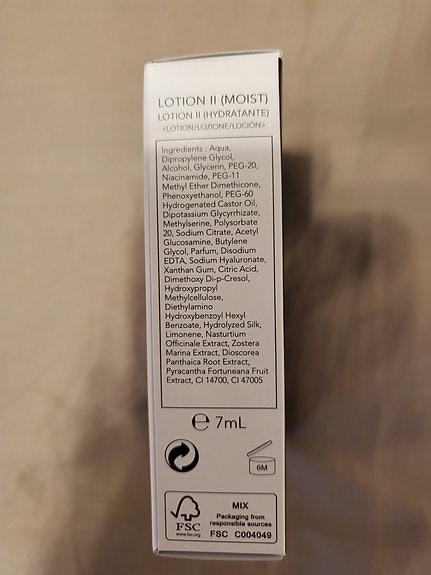 LOTION II (MOIST)
LOTION II (HYDRATANTE)
<LOTION/LOZIONE/LOCIÓN>
Ingredients : Aqua,
Dipropylene Glycol,
Alcohol, Glycerin, PEG-20,
Niacinamide, PEG-11
Methyl Ether Dimethicone,
Phenoxyethanol, PEG-60
Hydrogenated Castor Oil,
Dipotassium Glycyrrhizate,
Methylserine, Polysorbate
20, Sodium Citrate, Acetyl
Glucosamine, Butylene
Glycol, Parfum, Disodium
EDTA, Sodium Hyaluronate,
Xanthan Gum, Citric Acid,
Dimethoxy Di-p-Cresol,
Hydroxypropyl
Methylcellulose,
Diethylamino
Hydroxybenzoyl Hexyl
Benzoate, Hydrolyzed Silk,
Limonene, Nasturtium
Officinale Extract, Zostera
Marina Extract, Dioscorea
Panthaica Root Extract,
Pyracantha Fortuneana Fruit
Extract, CI 14700, CI 47005
℮ 7mL
6M
FSC
www.fsc.org
MIX
Packaging from
responsible sources
FSC C004049